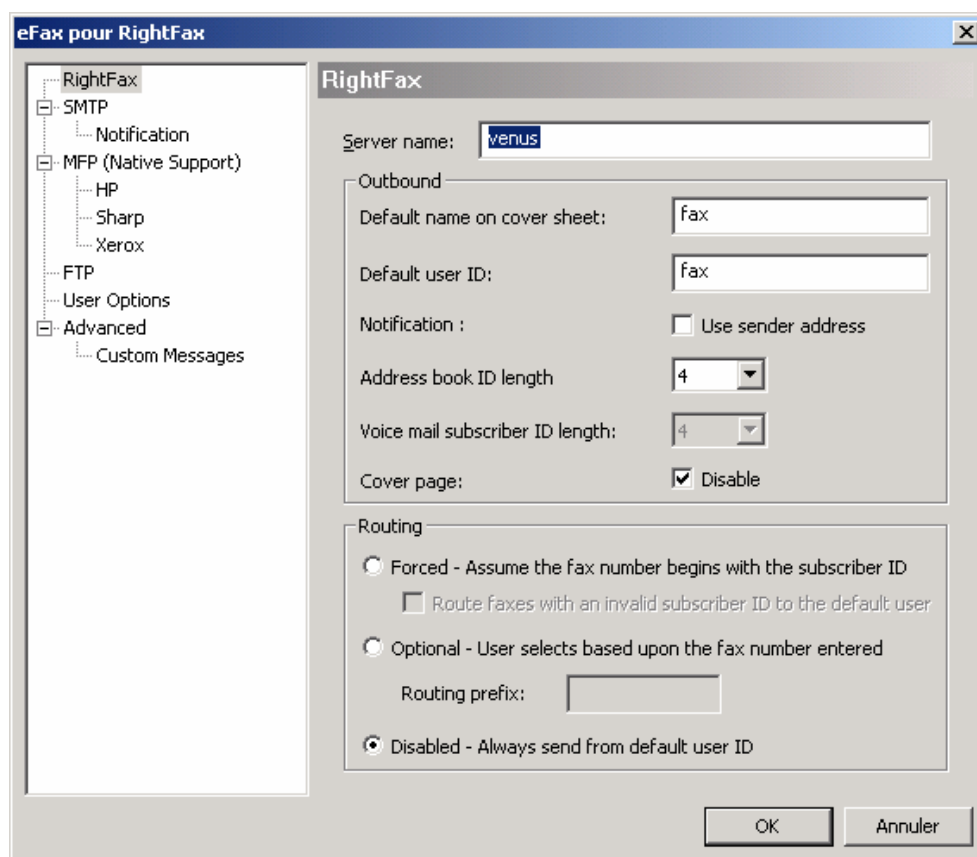 eFax pour RightFax
RightFax
SMTP
Notification
MFP (Native Support)
HP
Sharp
Xerox
FTP
User Options
Advanced
Custom Messages
RightFax
Server name: venus
Outbound
Default name on cover sheet: fax
Default user ID: fax
Notification : Use sender address
Address book ID length 4
Voice mail subscriber ID length: 4
Cover page: Disable
Routing
Forced - Assume the fax number begins with the subscriber ID
Route faxes with an invalid subscriber ID to the default user
Optional - User selects based upon the fax number entered
Routing prefix:
Disabled - Always send from default user ID
OK Annuler